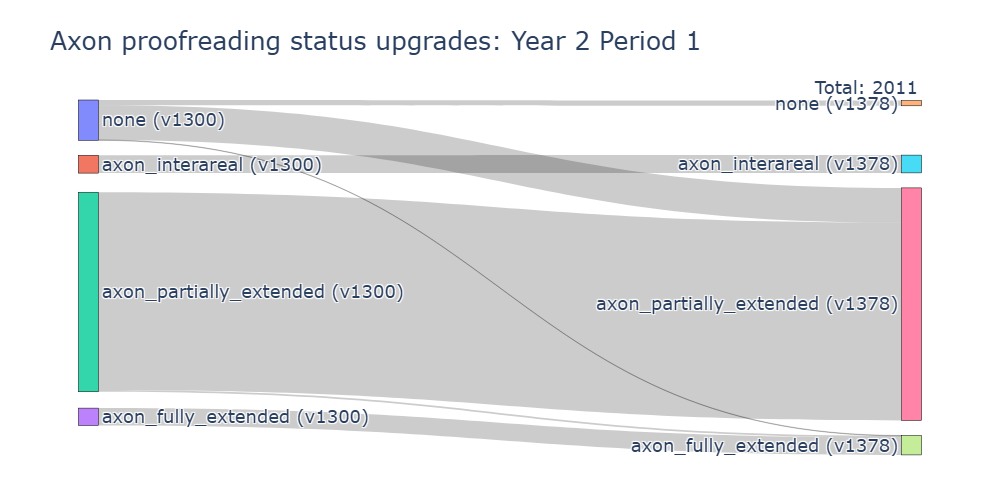 Axon proofreading status upgrades: Year 2 Period 1
Total: 2011
none (v1378)
none (v1300)
axon_interareal (v1300)
axon_interareal (v1378)
axon_partially_extended (v1300)
axon_partially_extended (v1378)
axon_fully_extended (v1300)
axon_fully_extended (v1378)